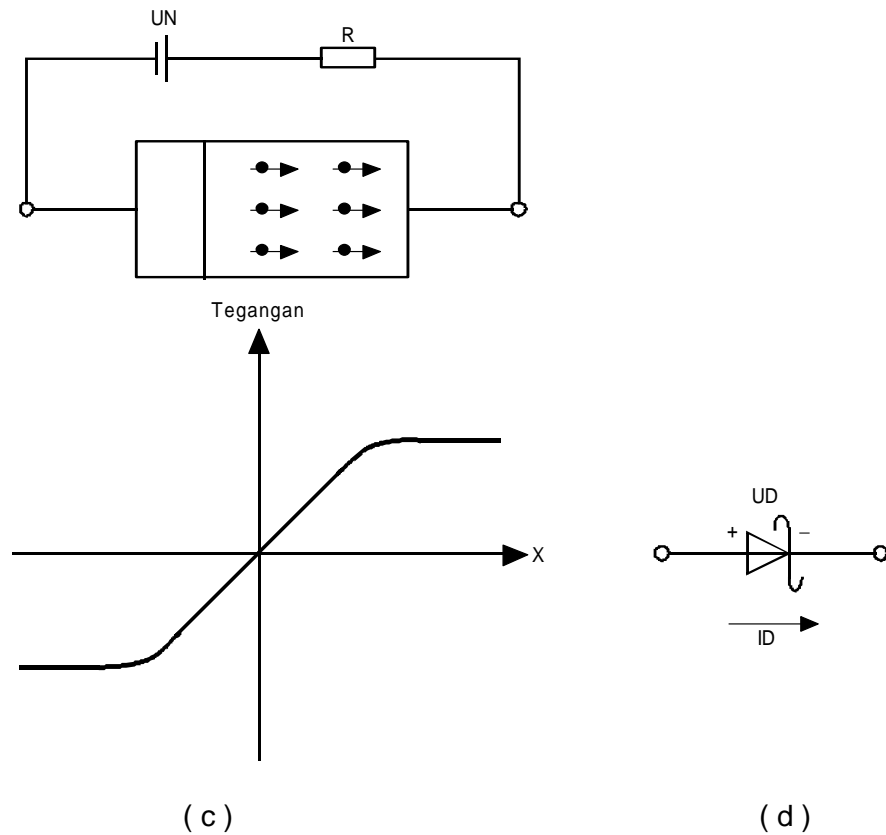 UN
R
Tegangan
X
UD
+ –
ID
( c ) ( d )